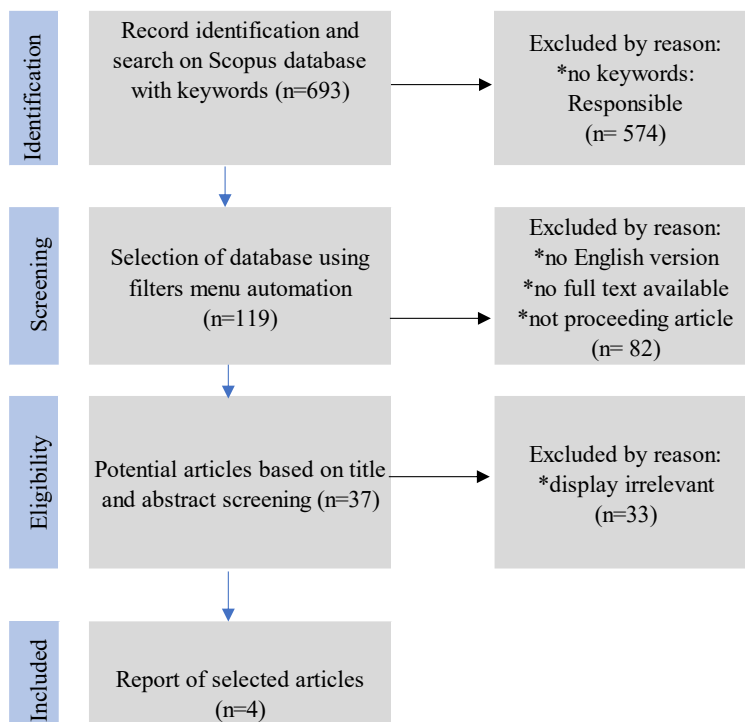 Identification
Record identification and
search on Scopus database
with keywords (n=693)
Excluded by reason:
*no keywords:
Responsible
(n= 574)
Screening
Selection of database using
filters menu automation
(n=119)
Excluded by reason:
*no English version
*no full text available
*not proceeding article
(n= 82)
Eligibility
Potential articles based on title
and abstract screening (n=37)
Excluded by reason:
*display irrelevant
(n=33)
Included
Report of selected articles
(n=4)